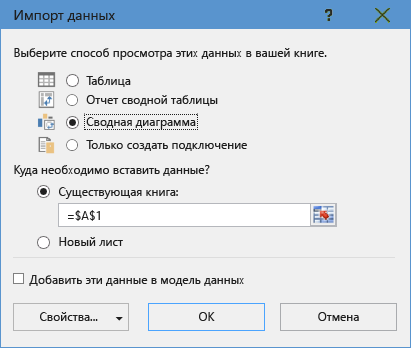 Импорт данных
?
Выберите способ просмотра этих данных в вашей книге.
Таблица
Отчет сводной таблицы
Сводная диаграмма
Только создать подключение
Куда необходимо вставить данные?
Существующая книга:
=$A$1
Новый лист
Добавить эти данные в модель данных
Свойства...
ОК
Отмена